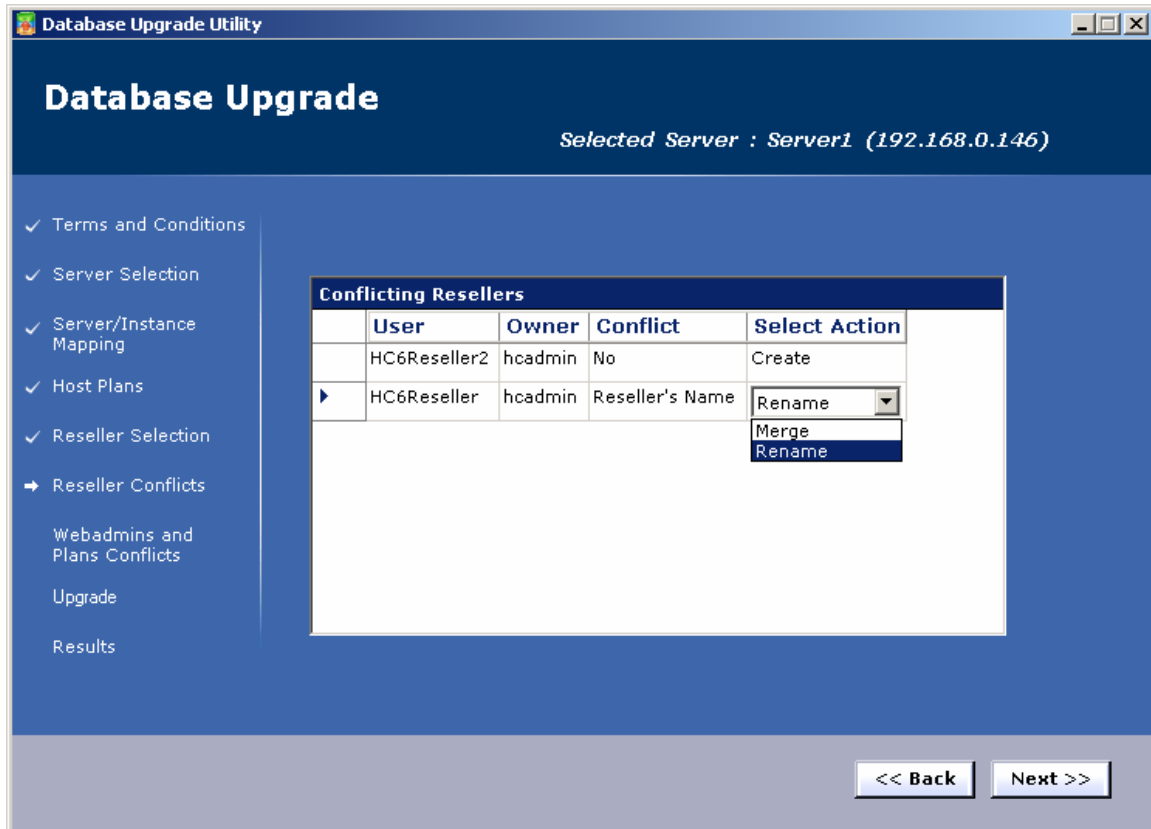 Database Upgrade Utility
Database Upgrade
Selected Server : Server1 (192.168.0.146)
Terms and Conditions
Server Selection
Server/Instance
Mapping
Host Plans
Reseller Selection
Reseller Conflicts
Webadmins and
Plans Conflicts
Upgrade
Results
Conflicting Resellers
User Owner Conflict Select Action
HC6Reseller2 hcadmin No Create
HC6Reseller hcadmin Reseller's Name Rename
Merge
Rename
<< Back Next >>